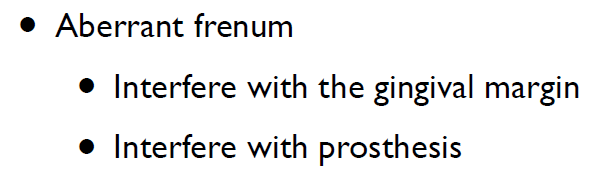 • Aberrant frenum
• Interfere with the gingival margin
• Interfere with prosthesis